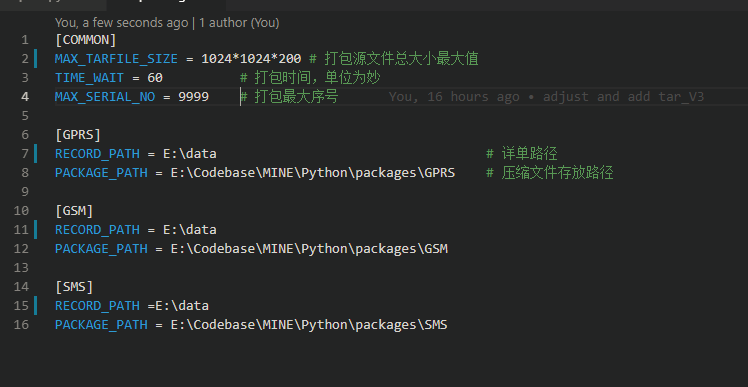 You, a few seconds ago | 1 author (You)
1 [COMMON]
2 MAX_TARFILE_SIZE = 1024*1024*200 # 打包源文件总大小最大值
3 TIME_WAIT = 60 # 打包时间，单位为妙
4 MAX_SERIAL_NO = 9999 # 打包最大序号 You, 16 hours ago • adjust and add tar_V3
5
6 [GPRS]
7 RECORD_PATH = E:\data # 详单路径
8 PACKAGE_PATH = E:\Codebase\MINE\Python\packages\GPRS # 压缩文件存放路径
9
10 [GSM]
11 RECORD_PATH = E:\data
12 PACKAGE_PATH = E:\Codebase\MINE\Python\packages\GSM
13
14 [SMS]
15 RECORD_PATH =E:\data
16 PACKAGE_PATH = E:\Codebase\MINE\Python\packages\SMS